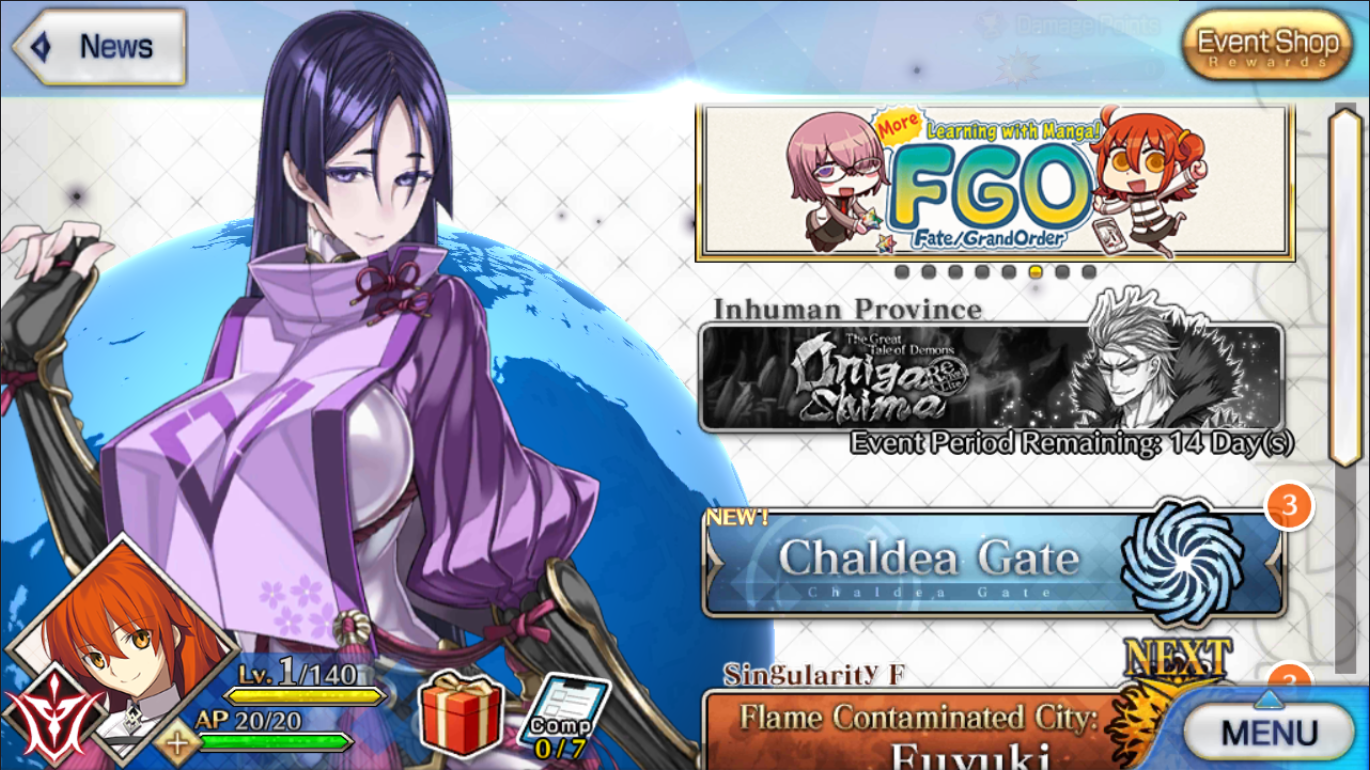 News
Damage Points
Event Shop
Rewards
More
Learning with Manga!
FGO
Fate/GrandOrder
Inhuman Province
The Great
Tale of Demons
Onigashima
Event Period Remaining: 14 Day(s)
NEW!
3
Chaldea Gate
Chaldea Gate
NEXT
Singularity F
Flame Contaminated City:
Fuyuki
Lv. 1/140
AP 20/20
Comp
0/7
MENU